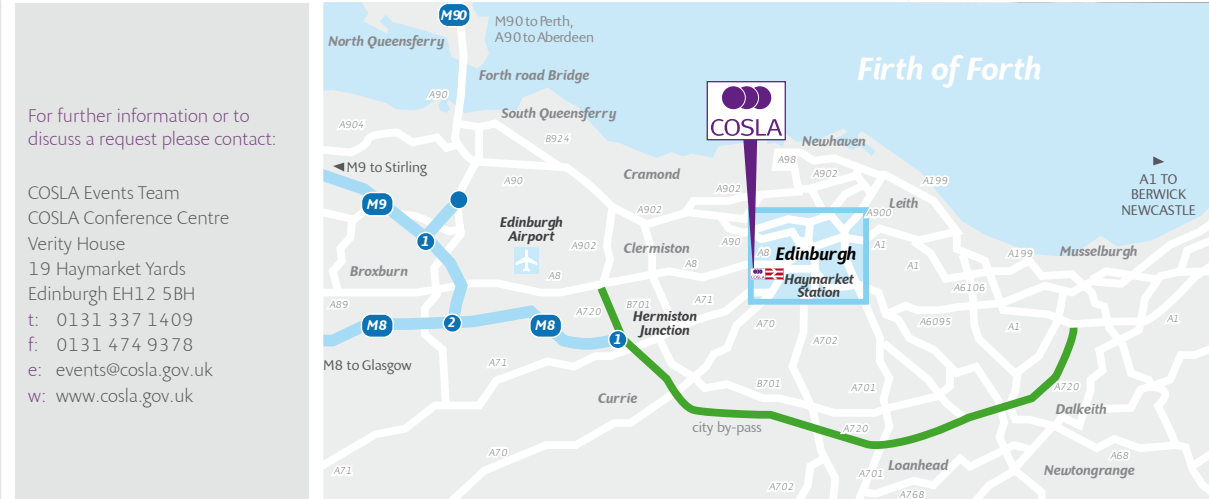 For further information or to
discuss a request please contact:
COSLA Events Team
COSLA Conference Centre
Verity House
19 Haymarket Yards
Edinburgh EH12 5BH
t: 0131 337 1409
f: 0131 474 9378
e: events@cosla.gov.uk
w: www.cosla.gov.uk
M90
M90 to Perth,
A90 to Aberdeen
North Queensferry
Forth road Bridge
Firth of Forth
A90
South Queensferry
COSLA
A904
B924
Newhaven
M9 to Stirling
A98
A1 TO
BERWICK
NEWCASTLE
Cramond
A902
A90
A902
A199
M9
A902
A900
Leith
Edinburgh
Airport
1
A902
Clermiston
A90
A8
Edinburgh
A1
A199
Musselburgh
Broxburn
A8
A8
A1
COSLA
Haymarket
Station
A6106
A89
A720
B701
A71
Hermiston
Junction
M8
2
M8
1
A70
A6095
A1
A1
A702
M8 to Glasgow
A71
Currie
B701
A701
A720
Dalkeith
city by-pass
A720
A70
A68
A71
Loanhead
Newtongrange
A702
A701
A768